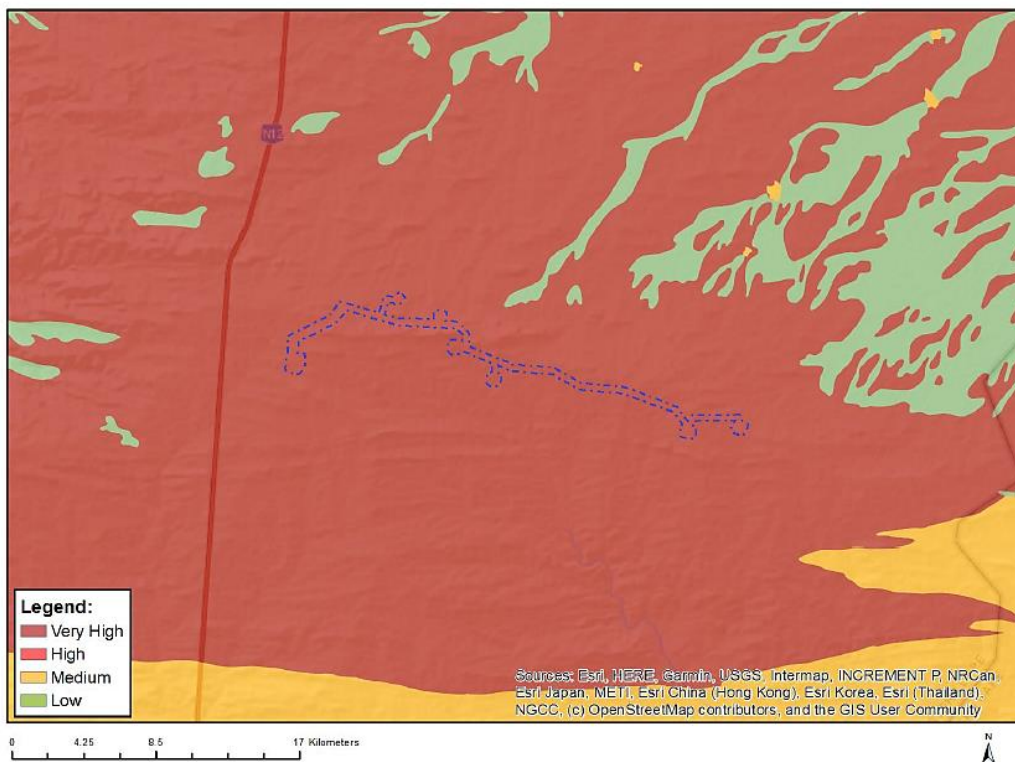 N12
Legend:
Very High
High
Medium
Low
Sources: Esri, HERE, Garmin, USGS, Intermap, INCREMENT P, NRCan,
Esri Japan, METI, Esri China (Hong Kong), Esri Korea, Esri (Thailand),
NGCC, (c) OpenStreetMap contributors, and the GIS User Community
0 4.25 8.5 17 Kilometers
N